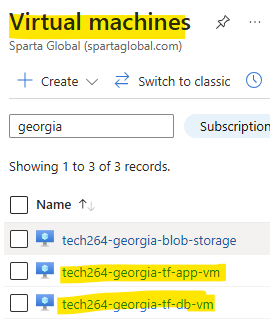 Virtual machines
Sparta Global (spartaglobal.com)
Create Switch to classic
georgia Subscription
Showing 1 to 3 of 3 records.
Name
tech264-georgia-blob-storage
tech264-georgia-tf-app-vm
tech264-georgia-tf-db-vm